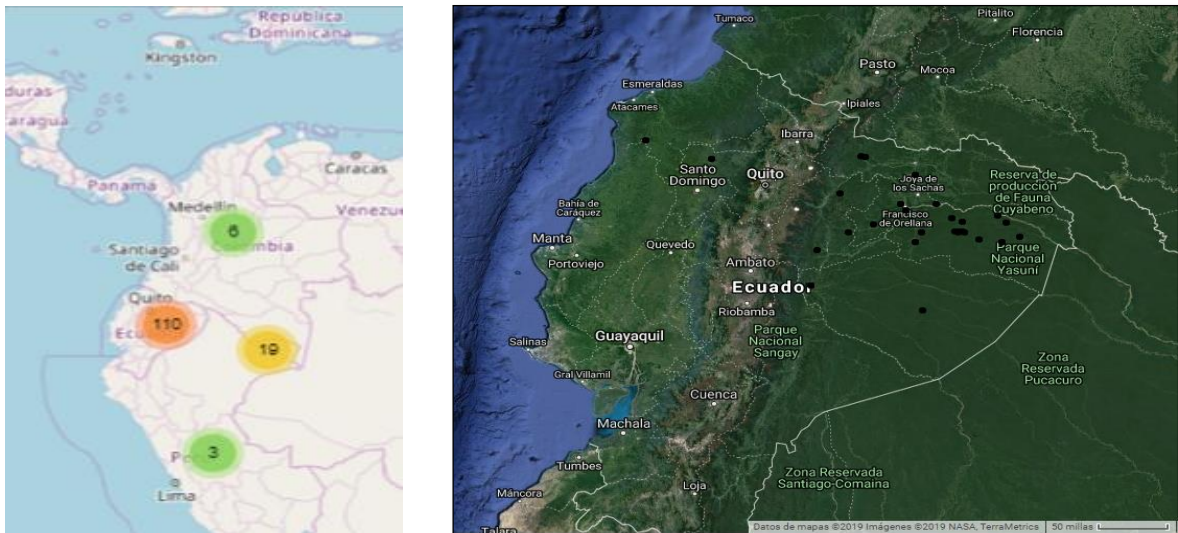 República
Dominicana
Kingston
duras
aragua
Caracas
Panamá
Medellín
Venezue
6
Colombia
Santiago
de Cali
Quito
110
Ecu
19
3
Lima
Tumaco
Pitalito
Florencia
Pasto
Mocoa
Esmeraldas
Atacames
Ipiales
Ibarra
Santo
Domingo
Quito
Joya de
los Sachas
Reserva de
producción
de Fauna
Cuyabeno
Bahía de
Caráquez
Francisco
de Orellana
Manta
Quevedo
Portoviejo
Parque
Nacional
Yasuní
Ambato
Ecuador
Riobamba
Parque
Nacional
Sangay
Salinas
Guayaquil
Gral Villamil
Zona
Reservada
Pucacuro
Cuenca
Machala
Tumbes
Zona Reservada
Santiago-Comaina
Loja
Máncora
Talara
Datos de mapas ©2019 Imágenes ©2019 NASA, TerraMetrics
50 millas